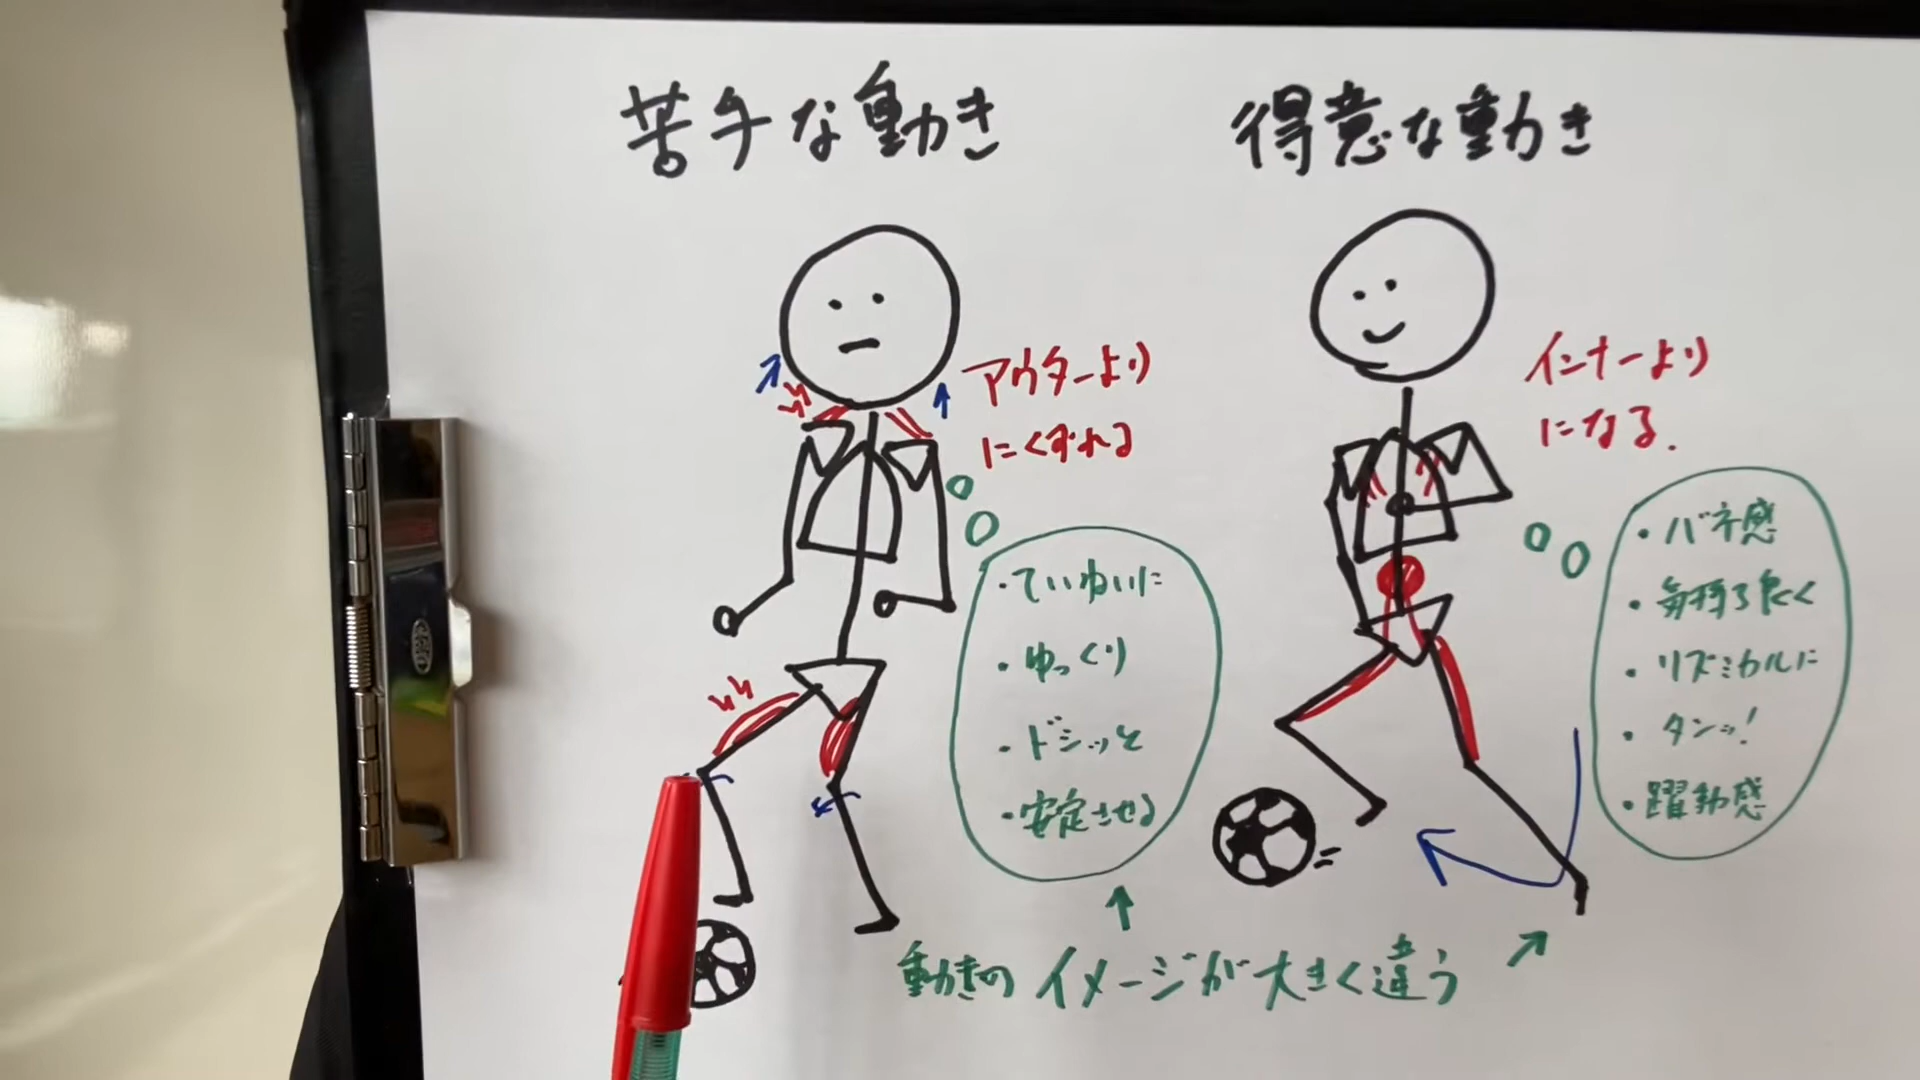 苦手な動き
得意な動き
アウターより
にくずれる
インナーより
になる.
・ていねいに
・ゆっくり
・ドシッと
・安定させる
・バネ感
・気持ち良く
・リズミカルに
・タンッ!
・躍動感
動きのイメージが大きく違う